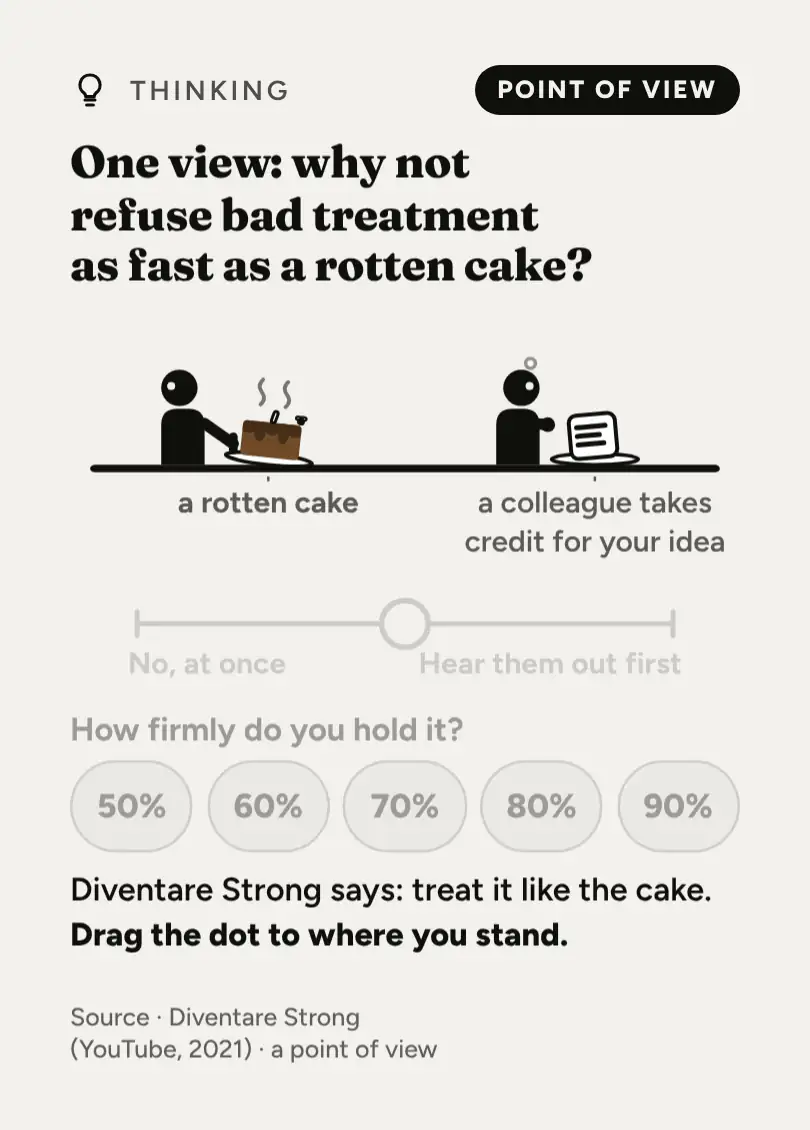 THINKING
POINT OF VIEW
One view: why not
refuse bad treatment
as fast as a rotten cake?
a rotten cake
a colleague takes
credit for your idea
No, at once
Hear them out first
How firmly do you hold it?
50% 60% 70% 80% 90%
Diventare Strong says: treat it like the cake.
Drag the dot to where you stand.
Source · Diventare Strong
(YouTube, 2021) · a point of view